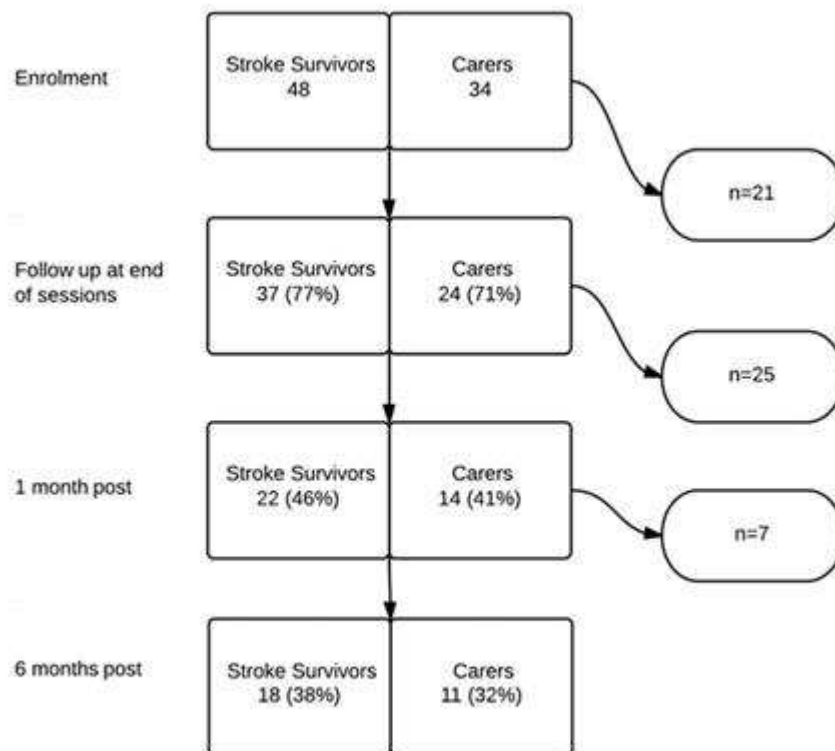 Enrolment
Stroke Survivors
48
Carers
34
n=21
Follow up at end
of sessions
Stroke Survivors
37 (77%)
Carers
24 (71%)
n=25
1 month post
Stroke Survivors
22 (46%)
Carers
14 (41%)
n=7
6 months post
Stroke Survivors
18 (38%)
Carers
11 (32%)